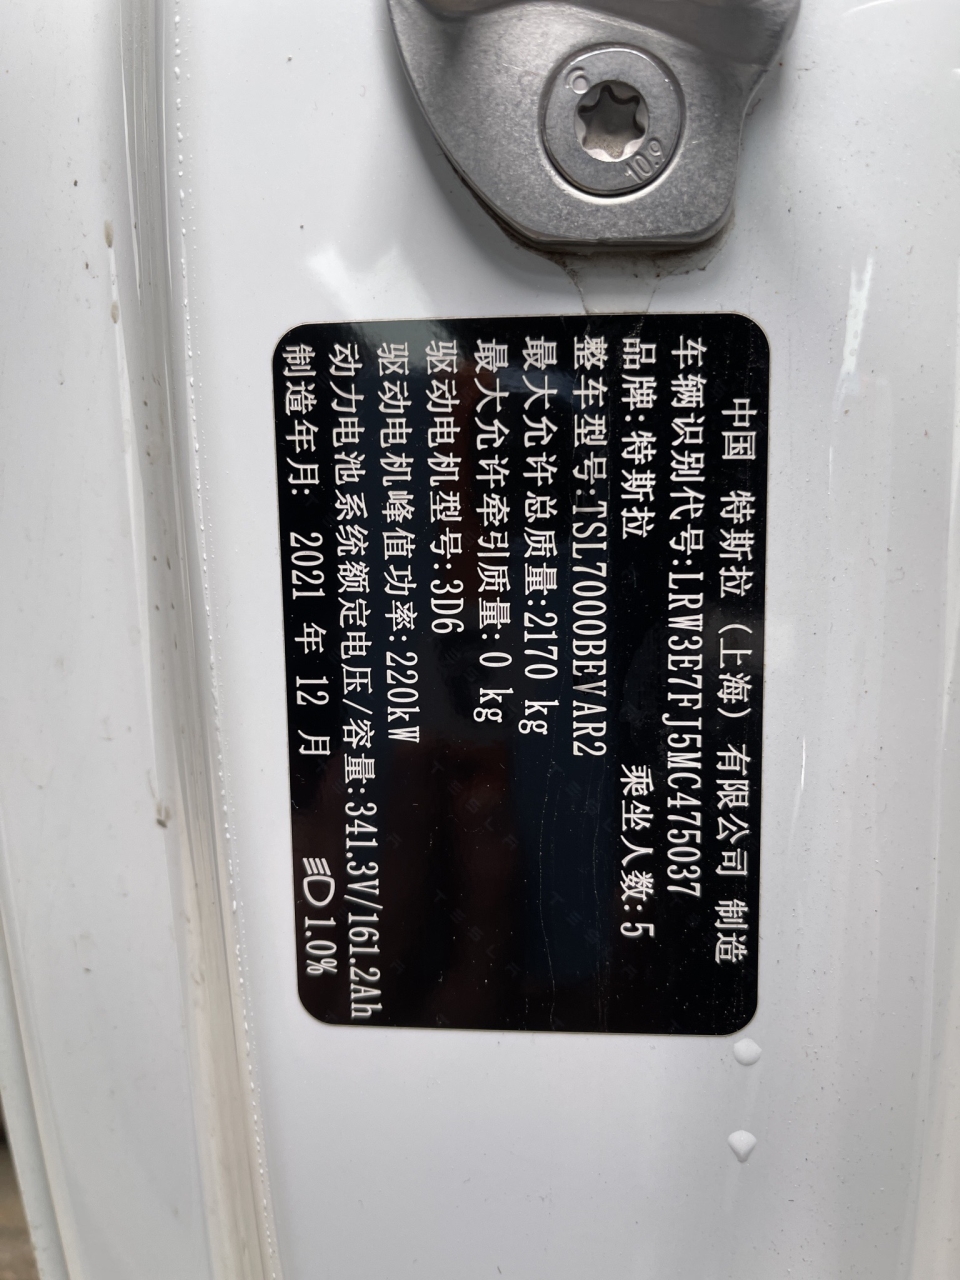 6
10.9
中国 特斯拉(上海)有限公司 制造
车辆识别代号:LRW3E7FJ5MC475037
品牌:特斯拉 乘坐人数:5
整车型号:TSL7000BEVAR2
最大允许总质量:2170 kg
最大允许牵引质量:0 kg
驱动电机型号:3D6
驱动电机峰值功率:220kW
动力电池系统额定电压/容量:341.3V/161.2Ah
制造年月: 2021 年 12 月 1.0%